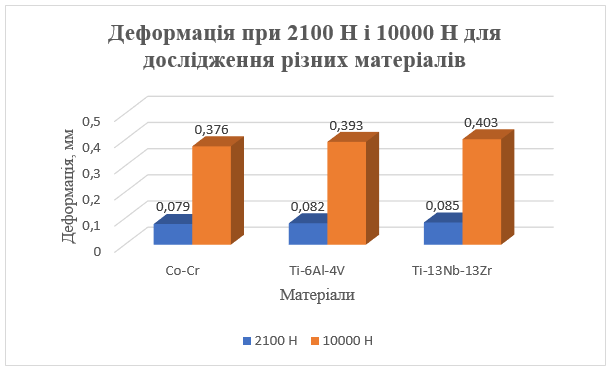 Деформація при 2100 Н і 10000 Н для
дослідження різних матеріалів
Деформація, мм
0,5
0,4
0,3
0,2
0,1
0
0,079
0,376
0,082
0,393
0,085
0,403
Co-Cr
Ti-6Al-4V
Ti-13Nb-13Zr
Матеріали
2100 Н
10000 Н